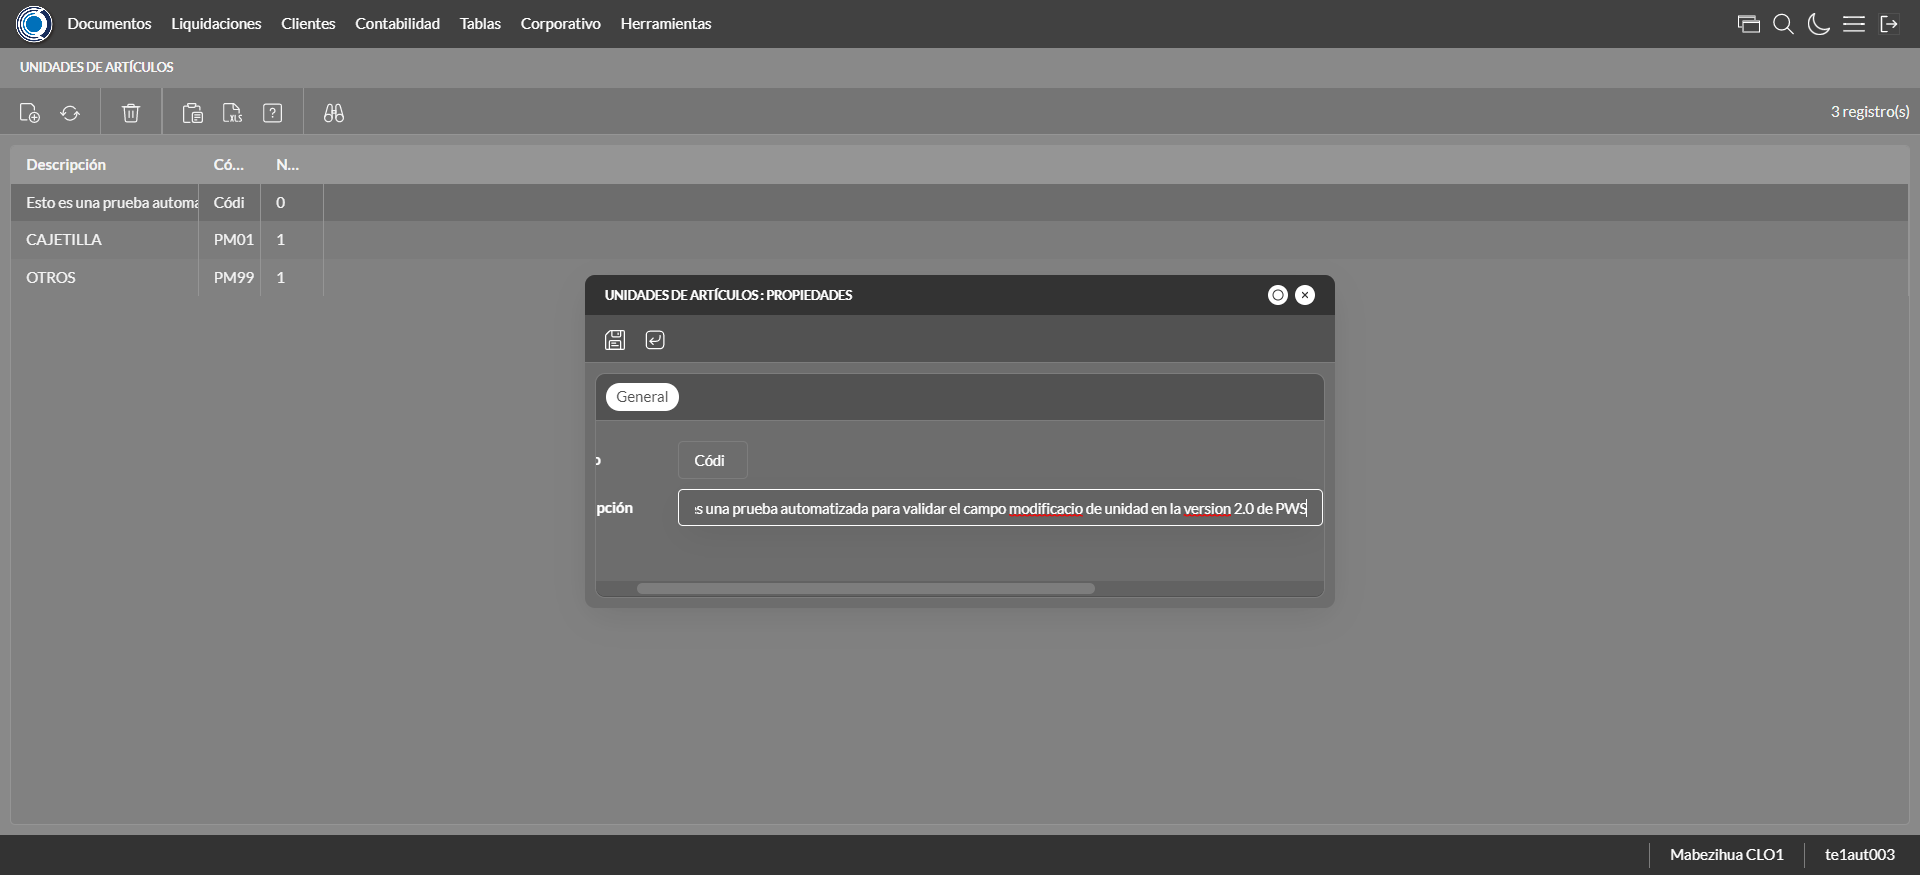 Documentos Liquidaciones Clientes Contabilidad Tablas Corporativo Herramientas
UNIDADES DE ARTÍCULOS
XLS ? 3 registro(s)
Descripción Có... N...
Esto es una prueba automa Códi 0
CAJETILLA PM01 1
OTROS PM99 1
UNIDADES DE ARTÍCULOS : PROPIEDADES
General
o Códi
pción es una prueba automatizada para validar el campo modificacio de unidad en la version 2.0 de PWS
Mabezihua CLO1 te1aut003